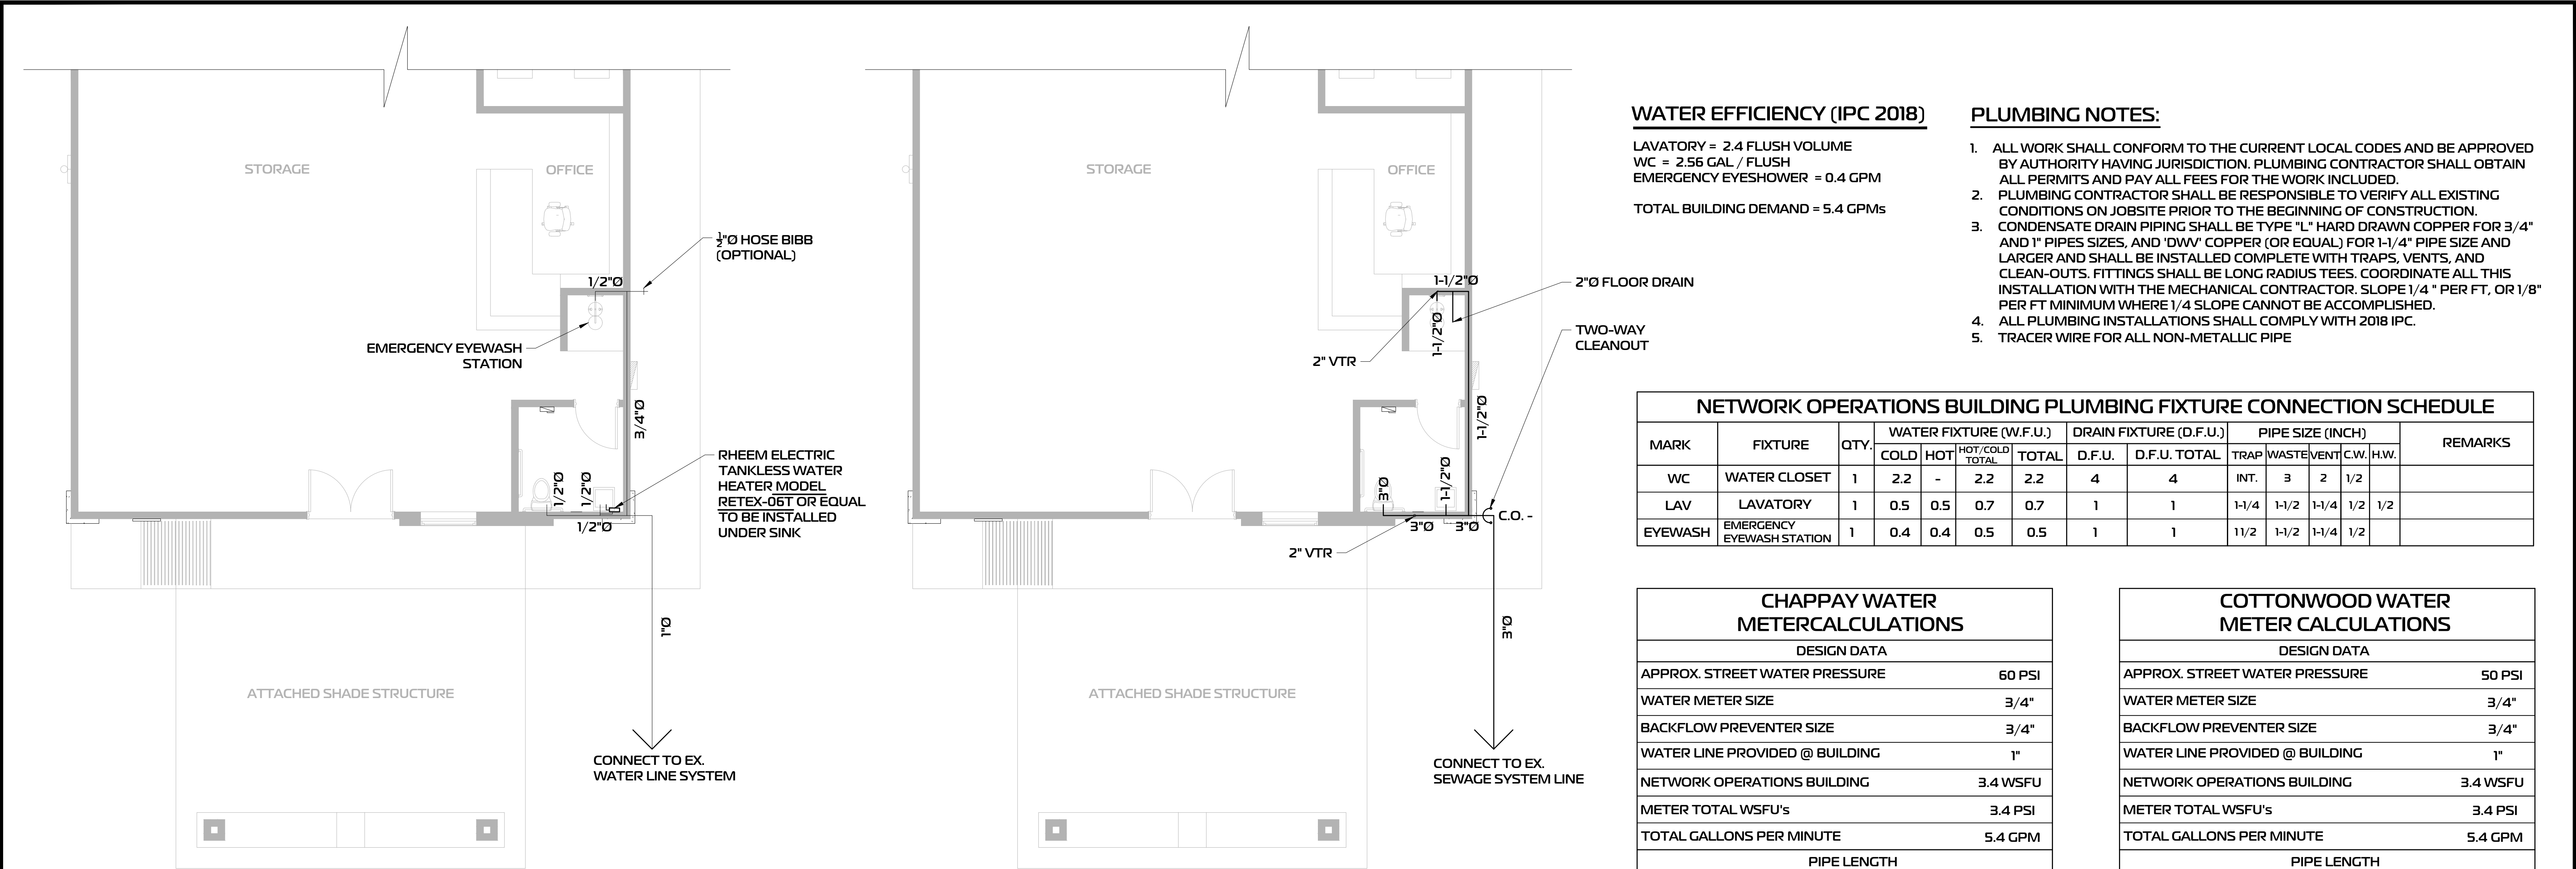 STORAGE
OFFICE
1/2"Ø HOSE BIBB
(OPTIONAL)
1/2"Ø
EMERGENCY EYEWASH
STATION
3/4"Ø
RHEEM ELECTRIC
TANKLESS WATER
HEATER MODEL
RETEX-06T OR EQUAL
TO BE INSTALLED
UNDER SINK
1/2"Ø
1/2"Ø
1/2"Ø
1"Ø
ATTACHED SHADE STRUCTURE
CONNECT TO EX.
WATER LINE SYSTEM
STORAGE
OFFICE
1-1/2"Ø
2"Ø FLOOR DRAIN
1-1/2"Ø
TWO-WAY
CLEANOUT
2" VTR
1-1/2"Ø
3"Ø
1-1/2"Ø
C.O. -
3"Ø
3"Ø
2" VTR
3"Ø
ATTACHED SHADE STRUCTURE
CONNECT TO EX.
SEWAGE SYSTEM LINE
WATER EFFICIENCY (IPC 2018)
LAVATORY = 2.4 FLUSH VOLUME
WC = 2.56 GAL / FLUSH
EMERGENCY EYESHOWER = 0.4 GPM
TOTAL BUILDING DEMAND = 5.4 GPMs
PLUMBING NOTES:
1. ALL WORK SHALL CONFORM TO THE CURRENT LOCAL CODES AND BE APPROVED
BY AUTHORITY HAVING JURISDICTION. PLUMBING CONTRACTOR SHALL OBTAIN
ALL PERMITS AND PAY ALL FEES FOR THE WORK INCLUDED.
2. PLUMBING CONTRACTOR SHALL BE RESPONSIBLE TO VERIFY ALL EXISTING
CONDITIONS ON JOBSITE PRIOR TO THE BEGINNING OF CONSTRUCTION.
3. CONDENSATE DRAIN PIPING SHALL BE TYPE "L" HARD DRAWN COPPER FOR 3/4"
AND 1" PIPES SIZES, AND 'DWV' COPPER (OR EQUAL) FOR 1-1/4" PIPE SIZE AND
LARGER AND SHALL BE INSTALLED COMPLETE WITH TRAPS, VENTS, AND
CLEAN-OUTS. FITTINGS SHALL BE LONG RADIUS TEES. COORDINATE ALL THIS
INSTALLATION WITH THE MECHANICAL CONTRACTOR. SLOPE 1/4 " PER FT, OR 1/8"
PER FT MINIMUM WHERE 1/4 SLOPE CANNOT BE ACCOMPLISHED.
4. ALL PLUMBING INSTALLATIONS SHALL COMPLY WITH 2018 IPC.
5. TRACER WIRE FOR ALL NON-METALLIC PIPE
NETWORK OPERATIONS BUILDING PLUMBING FIXTURE CONNECTION SCHEDULE
MARK FIXTURE QTY. WATER FIXTURE (W.F.U.) DRAIN FIXTURE (D.F.U.) PIPE SIZE (INCH) REMARKS
COLD HOT HOT/COLD TOTAL TOTAL D.F.U. D.F.U. TOTAL TRAP WASTE VENT C.W. H.W.
WC WATER CLOSET 1 2.2 - 2.2 2.2 4 4 INT. 3 2 1/2
LAV LAVATORY 1 0.5 0.5 0.7 0.7 1 1 1-1/4 1-1/2 1-1/4 1/2 1/2
EYEWASH EMERGENCY EYEWASH STATION 1 0.4 0.4 0.5 0.5 1 1 1 1/2 1-1/2 1-1/4 1/2
CHAPPAY WATER
METERCALCULATIONS
DESIGN DATA
APPROX. STREET WATER PRESSURE 60 PSI
WATER METER SIZE 3/4"
BACKFLOW PREVENTER SIZE 3/4"
WATER LINE PROVIDED @ BUILDING 1"
NETWORK OPERATIONS BUILDING 3.4 WSFU
METER TOTAL WSFU's 3.4 PSI
TOTAL GALLONS PER MINUTE 5.4 GPM
PIPE LENGTH
COTTONWOOD WATER
METER CALCULATIONS
DESIGN DATA
APPROX. STREET WATER PRESSURE 50 PSI
WATER METER SIZE 3/4"
BACKFLOW PREVENTER SIZE 3/4"
WATER LINE PROVIDED @ BUILDING 1"
NETWORK OPERATIONS BUILDING 3.4 WSFU
METER TOTAL WSFU's 3.4 PSI
TOTAL GALLONS PER MINUTE 5.4 GPM
PIPE LENGTH